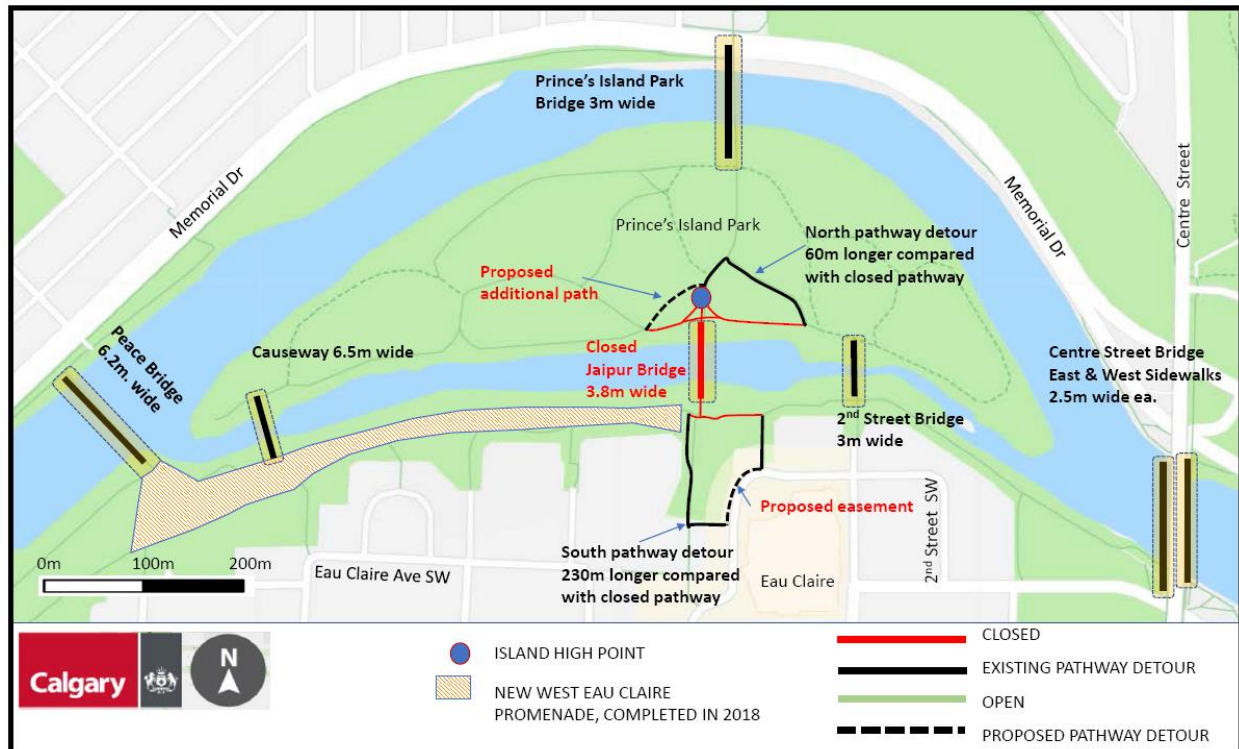 Prince's Island Park
Bridge 3m wide
Memorial Dr
Memorial Dr
Centre Street
Prince's Island Park
North pathway detour
60m longer compared
with closed pathway
Proposed
additional path
Peace Bridge
6.2m. wide
Causeway 6.5m wide
Closed
Jaipur Bridge
3.8m wide
Centre Street Bridge
East & West Sidewalks
2.5m wide ea.
2nd Street Bridge
3m wide
Proposed easement
2nd Street SW
South pathway detour
230m longer compared
with closed pathway
Eau Claire Ave SW
Eau Claire
0m 100m 200m
Calgary
N
ISLAND HIGH POINT
NEW WEST EAU CLAIRE
PROMENADE, COMPLETED IN 2018
CLOSED
EXISTING PATHWAY DETOUR
OPEN
PROPOSED PATHWAY DETOUR